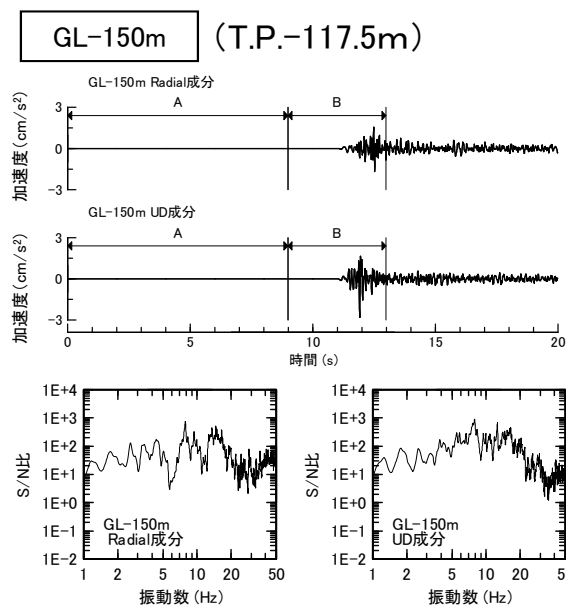 GL-150m (T.P.-117.5m)
GL-150m Radial成分
A B
加速度(cm/s²)
3
0
-3
GL-150m UD成分
A B
加速度(cm/s²)
3
0
-3
0 5 10 15 20
時間(s)
1E+4 1E+4
1E+3 1E+3
1E+2 1E+2
1E+1 1E+1
1E+0 1E+0
1E-1 1E-1
1E-2 1E-2
S/N比 S/N比
GL-150m GL-150m
Radial成分 UD成分
1 2 5 10 20 50 1 2 5 10 20 5
振動数(Hz) 振動数(Hz)